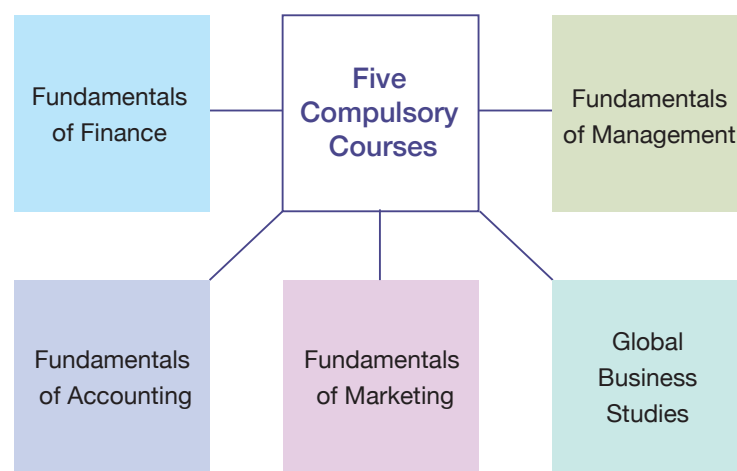 Fundamentals
of Finance
Five
Compulsory
Courses
Fundamentals
of Management
Fundamentals
of Accounting
Fundamentals
of Marketing
Global
Business
Studies